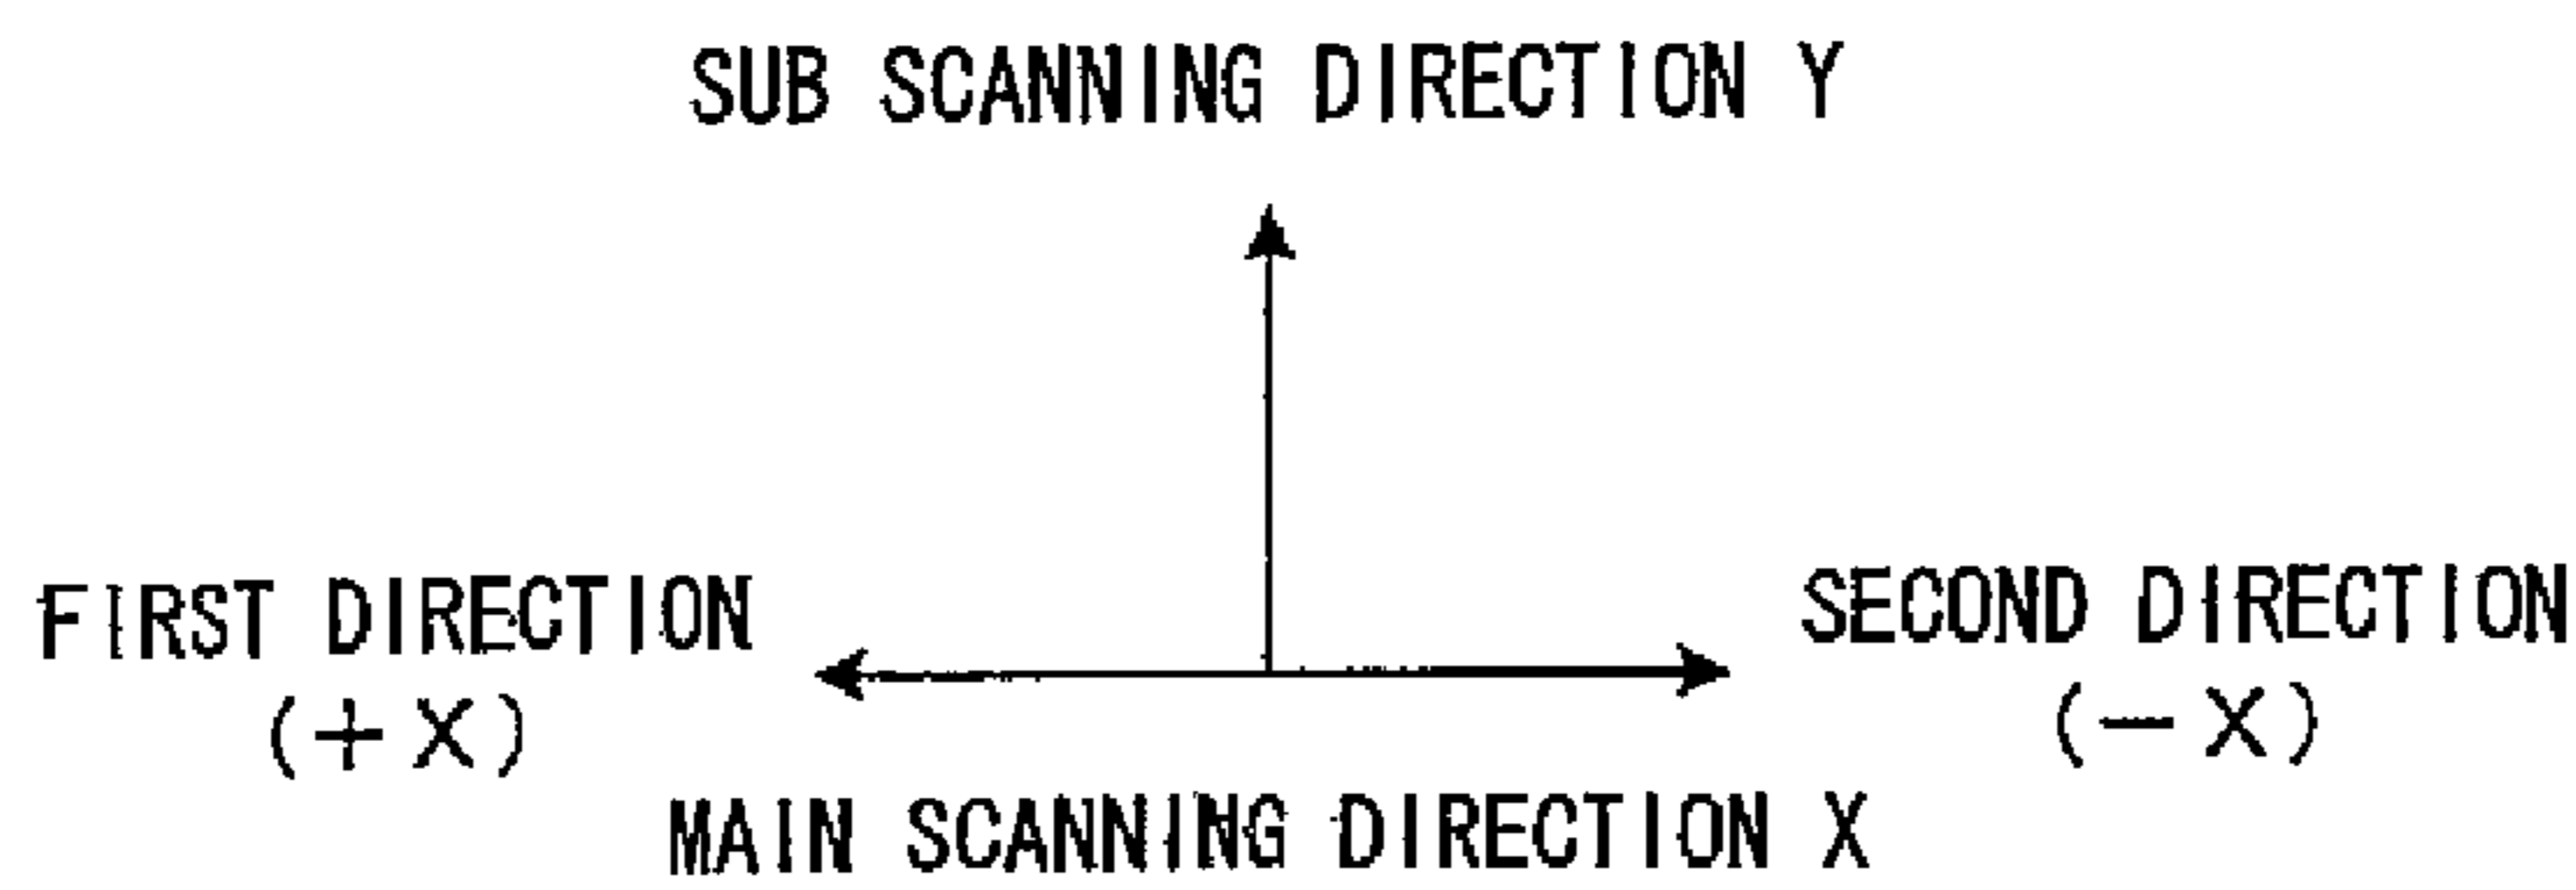 SUB SCANNING DIRECTION Y
FIRST DIRECTION
(+X)
SECOND DIRECTION
(-X)
MAIN SCANNING DIRECTION X